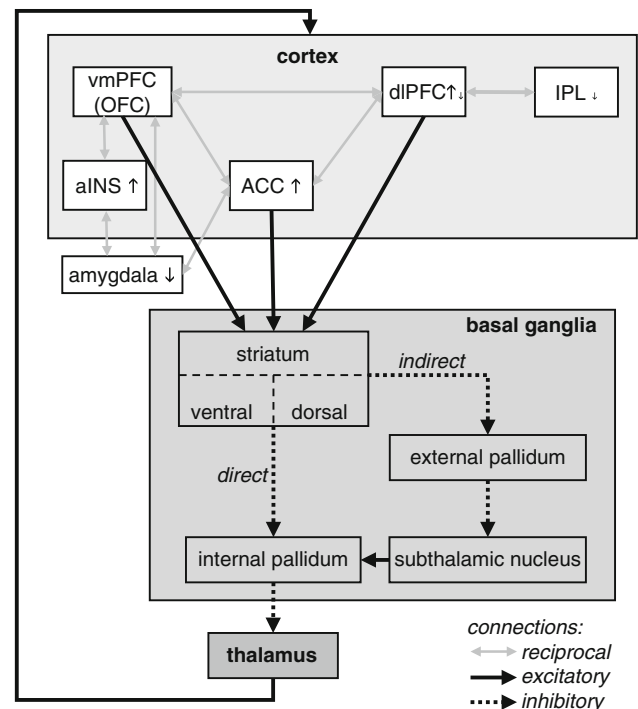 cortex
vmPFC
(OFC)
dlPFC↑↓
IPL ↓
aINS ↑
ACC ↑
amygdala ↓
basal ganglia
striatum
indirect
ventral
dorsal
external pallidum
direct
internal pallidum
subthalamic nucleus
thalamus
connections:
reciprocal
excitatory
inhibitory